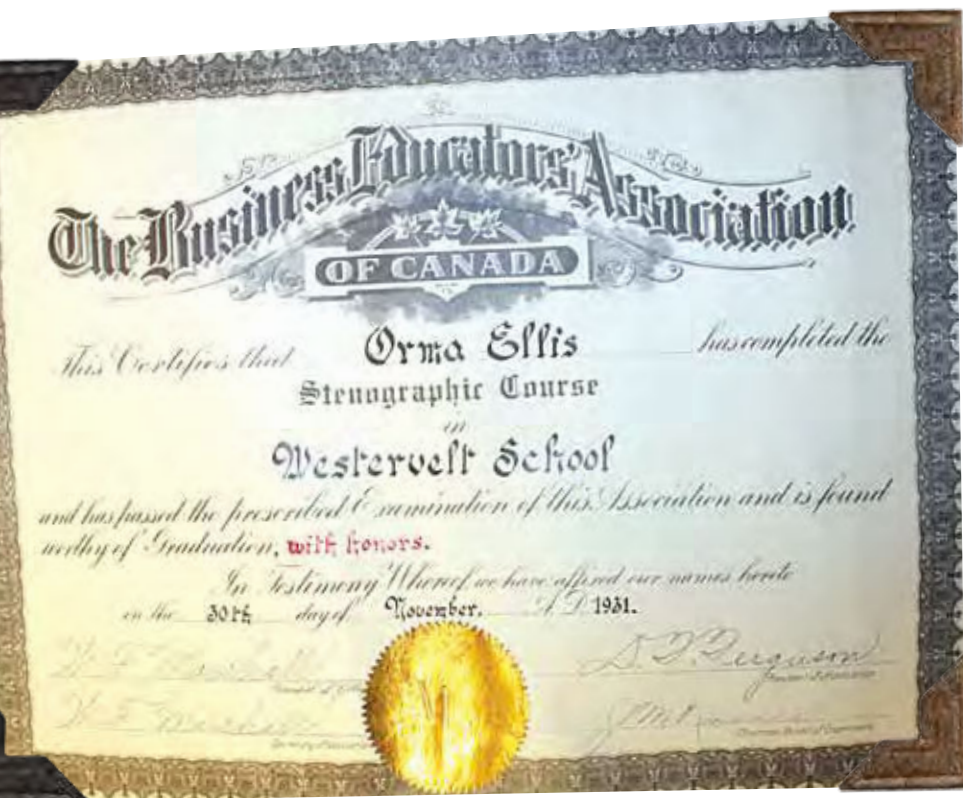 The Business Educators' Association
OF CANADA
This Certifies that Orma Ellis has completed the
Stenographic Course
in
Westervelt School
and has passed the prescribed Examination of this Association and is found
worthy of Graduation, with honors.
In Testimony Whereof we have affixed our names hereto
on the 30th day of November. A.D. 1931.
D. F. Ferguson